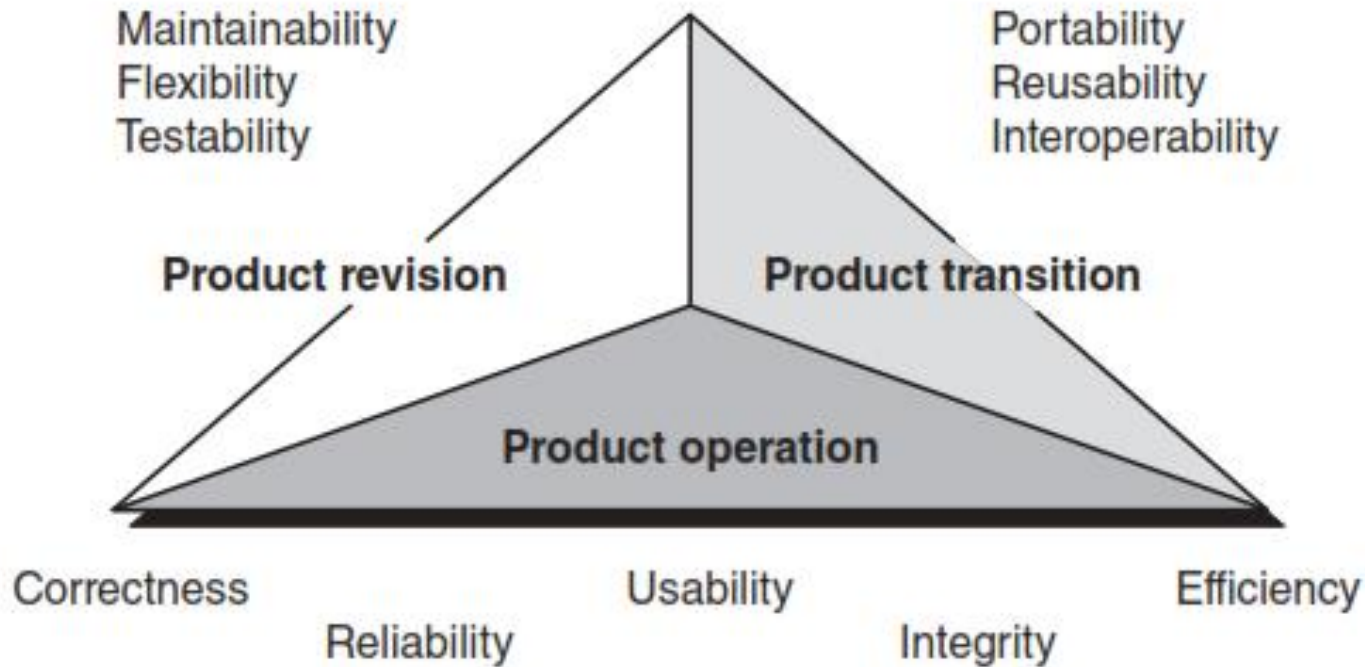 Maintainability
Flexibility
Testability
Portability
Reusability
Interoperability
Product revision
Product transition
Product operation
Correctness
Usability
Efficiency
Reliability
Integrity